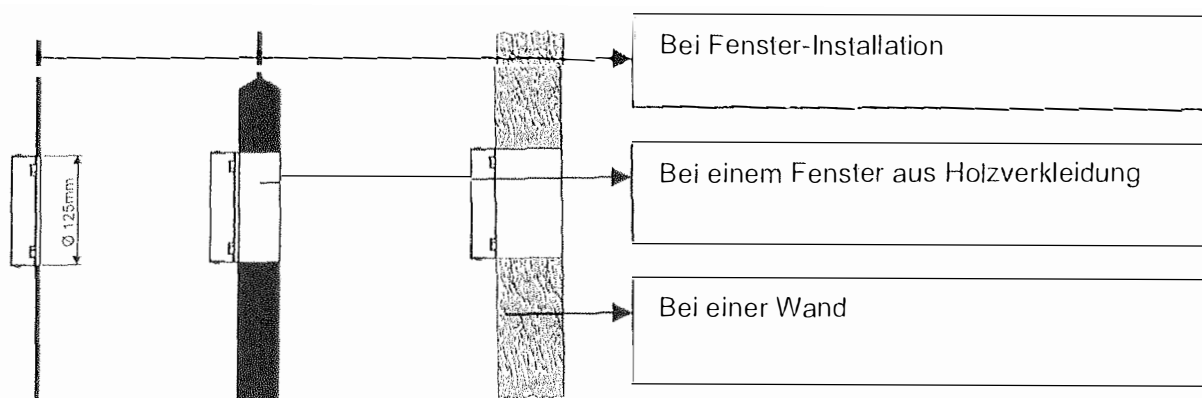 Bei Fenster-Installation
Ø 125mm
Bei einem Fenster aus Holzverkleidung
Bei einer Wand